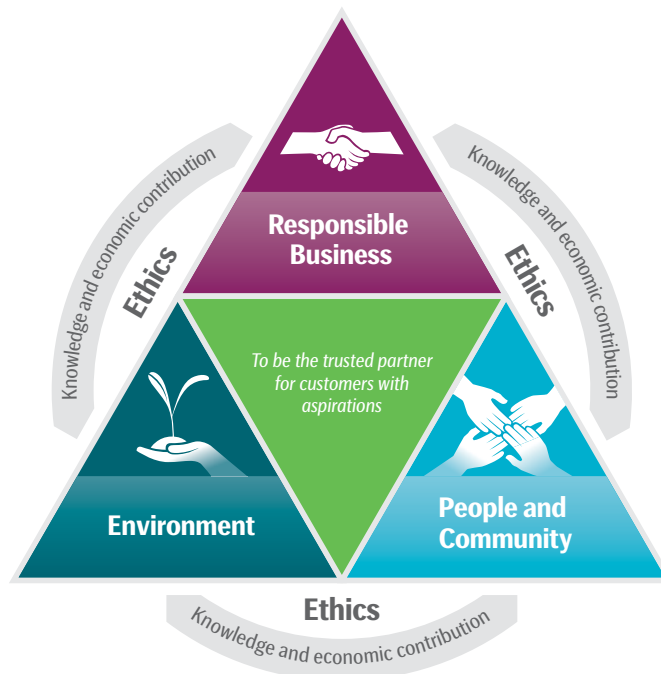 Knowledge and economic contribution
Ethics
Knowledge and economic contribution
Ethics
Responsible
Business
To be the trusted partner
for customers with
aspirations
Environment
People and
Community
Ethics
Knowledge and economic contribution